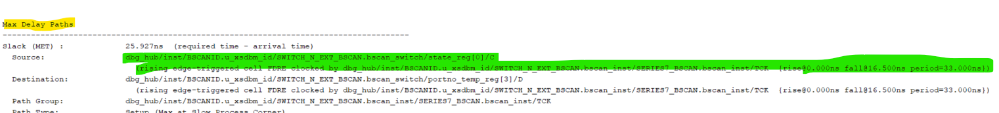 Max Delay Paths
--------------------------------------------------------------------------------------
Slack (MET) :             25.927ns  (required time - arrival time)
  Source:                 dbg_hub/inst/BSCANID.u_xsdbm_id/SWITCH_N_EXT_BSCAN.bscan_switch/state_reg[0]/C
                            (rising edge-triggered cell FDRE clocked by dbg_hub/inst/BSCANID.u_xsdbm_id/SWITCH_N_EXT_BSCAN.bscan_inst/SERIES7_BSCAN.bscan_inst/TCK  {rise@0.000ns fall@16.500ns period=33.000ns})
  Destination:            dbg_hub/inst/BSCANID.u_xsdbm_id/SWITCH_N_EXT_BSCAN.bscan_switch/portno_temp_reg[3]/D
                            (rising edge-triggered cell FDRE clocked by dbg_hub/inst/BSCANID.u_xsdbm_id/SWITCH_N_EXT_BSCAN.bscan_inst/SERIES7_BSCAN.bscan_inst/TCK  {rise@0.000ns fall@16.500ns period=33.000ns})
  Path Group:             dbg_hub/inst/BSCANID.u_xsdbm_id/SWITCH_N_EXT_BSCAN.bscan_inst/SERIES7_BSCAN.bscan_inst/TCK
  Path Type:              Setup (Max at Slow Process Corner)